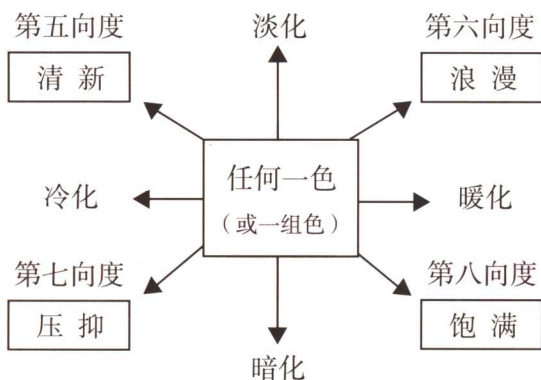 第五向度 淡化 第六向度
清新 浪漫
任何一色
冷化 暖化
（或一组色）
第七向度 第八向度
压抑 饱满
暗化